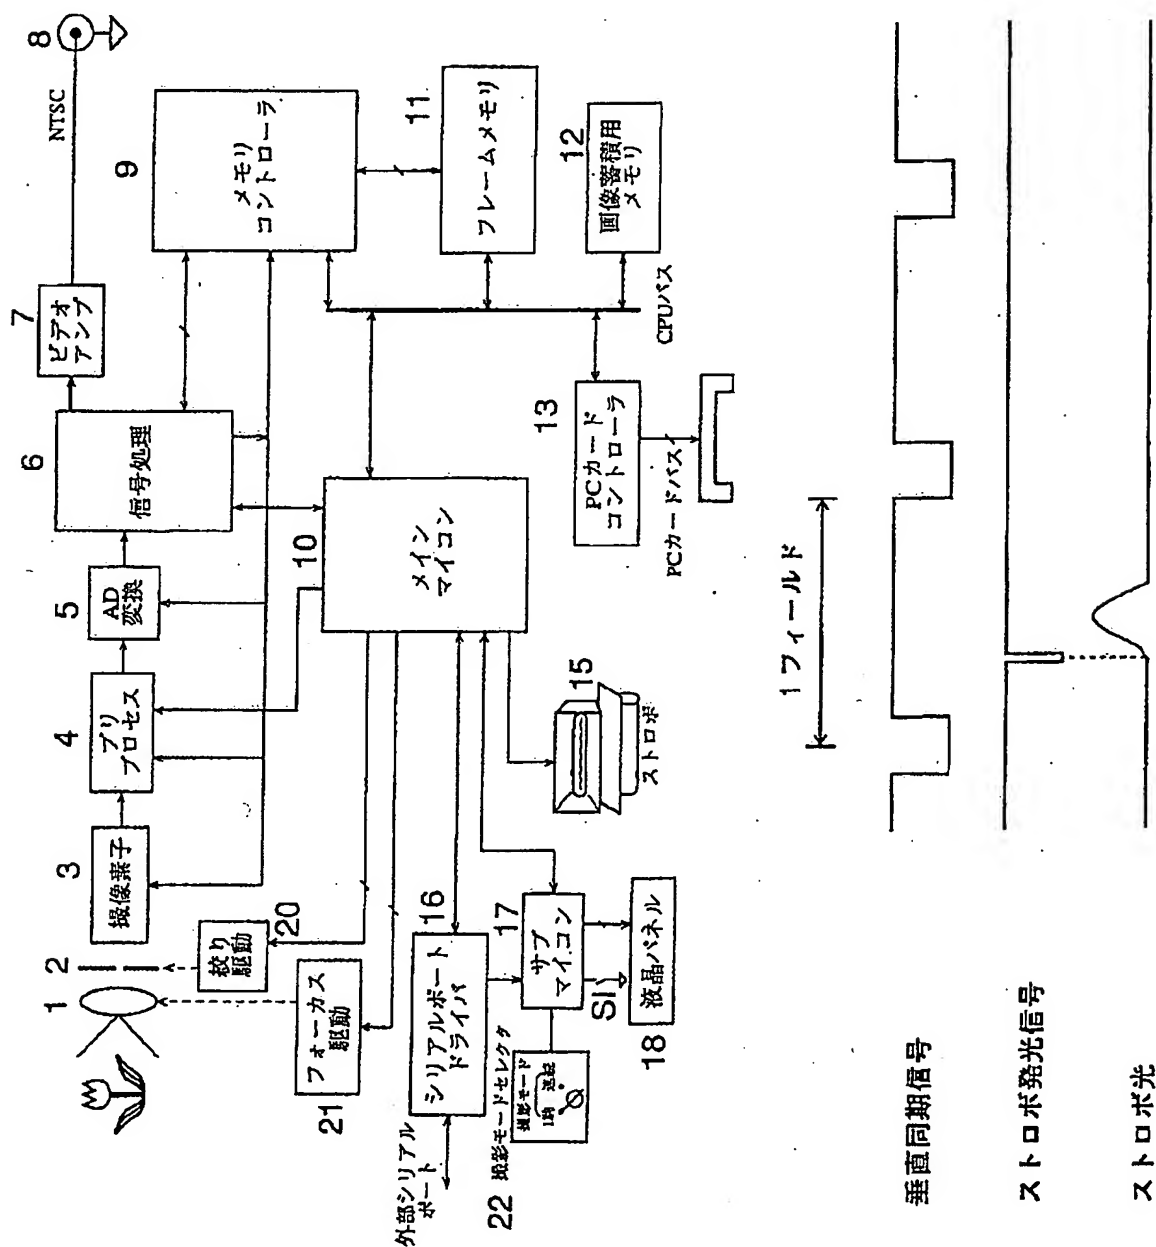 1
2
3
撮像素子
4
プリ
プロセス
5
AD
変換
6
信号処理
7
ビデオ
アンプ
NTSC
8
20
絞り
駆動
21
フォーカス
駆動
10
メイン
マイコン
9
メモリ
コントローラ
11
フレームメモリ
12
画像蓄積用
メモリ
CPUバス
13
PCカード
コントローラ
PCカードバス
15
ストロボ
16
シリアルポート
ドライバ
外部シリアル
ポート
17
サブ
マイコン
S1
18
液晶パネル
22 撮影モードセレクタ
撮影モード
1枚 連続
1フィールド
垂直同期信号
ストロボ発光信号
ストロボ光